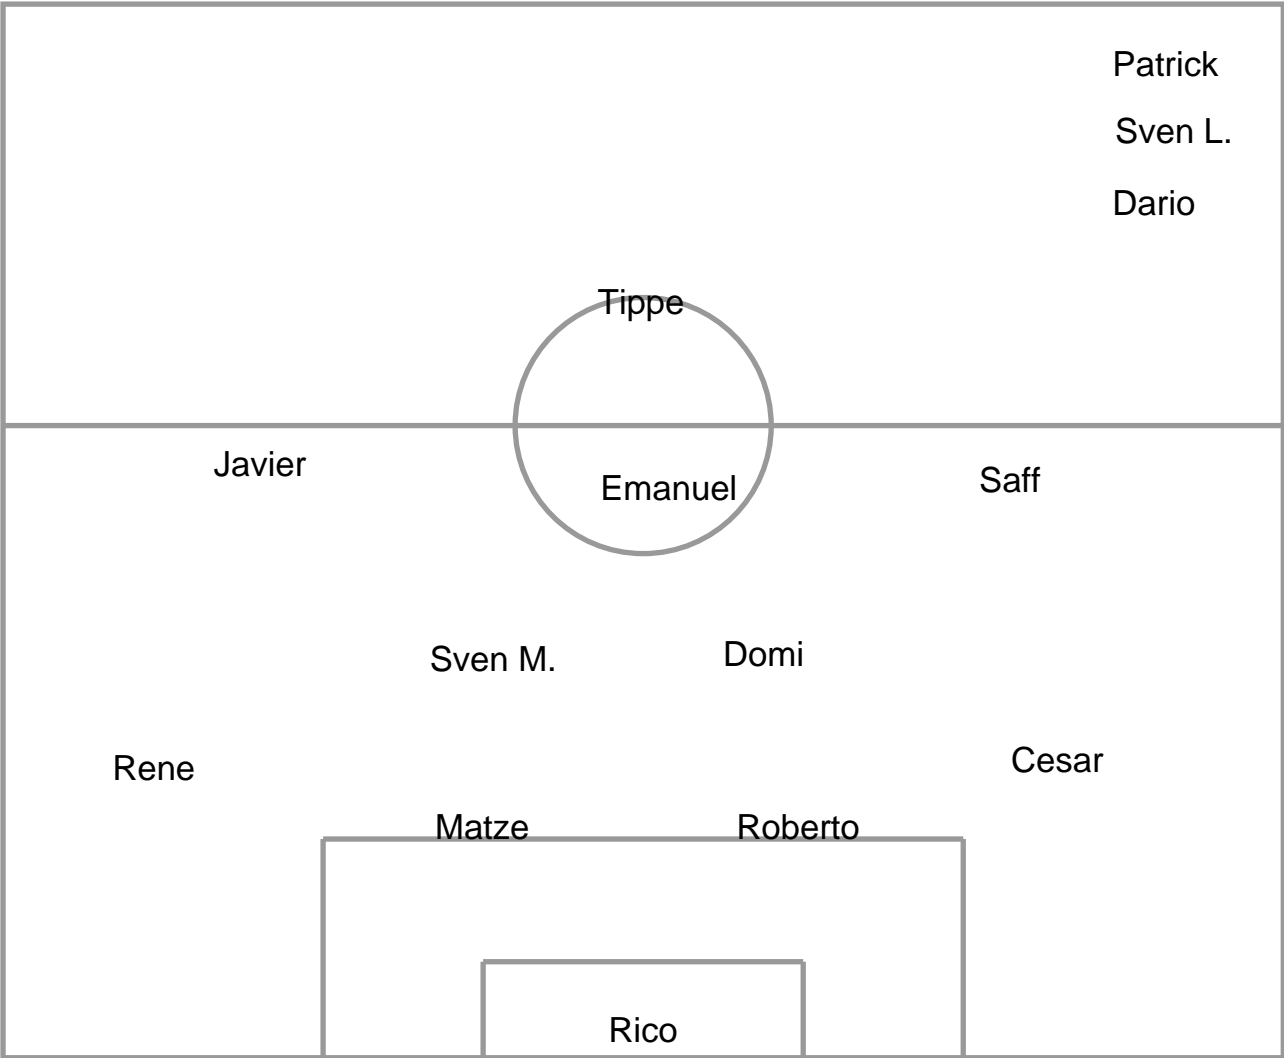 Patrick
Sven L.
Dario
Tippe
Javier
Emanuel
Saff
Sven M.
Domi
Rene
Cesar
Matze
Roberto
Rico